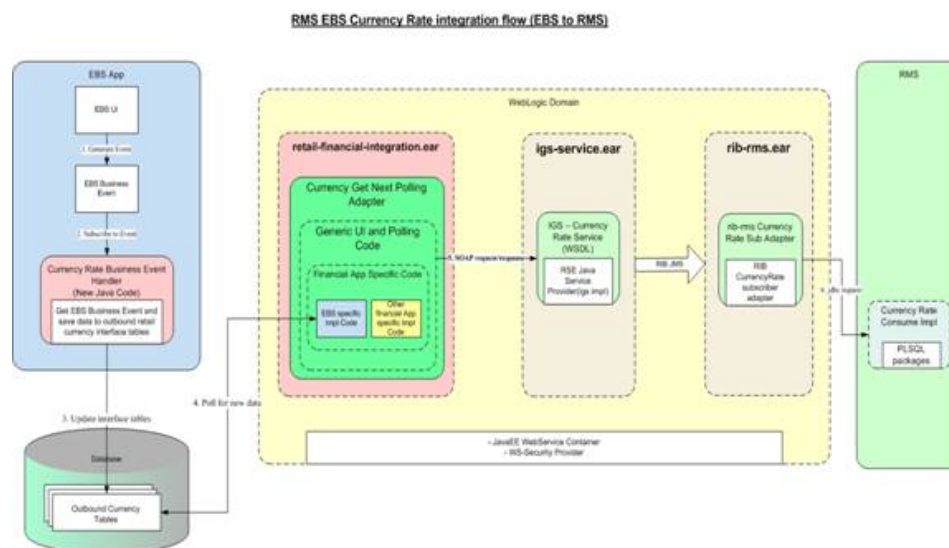 RMS EBS Currency Rate integration flow (EBS to RMS)
EBS App
EBS UI
1. Generate Event
EBS Business
Event
2. Subscribe to Event
Currency Rate Business Event
Handler
(New Java Code)
Get EBS Business Event and
save data to outbound retail
currency interface tables
3. Update interface tables
Database
Outbound Currency
Tables
4. Poll for new data
WebLogic Domain
retail-financial-integration.ear
Currency Get Next Polling
Adapter
Generic UI and Polling
Code
Financial App Specific Code
EBS specific
Impl Code
Other
financial App
specific Impl
Code
5. SOAP request/response
igs-service.ear
IGS – Currency
Rate Service
(WSDL)
RSE Java
Service
Provider(igs impl)
RIB JMS
rib-rms.ear
rib-rms Currency
Rate Sub Adapter
RIB
CurrencyRate
subscriber
adapter
request
- JavaEE WebService Container
- WS-Security Provider
RMS
Currency Rate
Consume Impl
PLSQL
packages